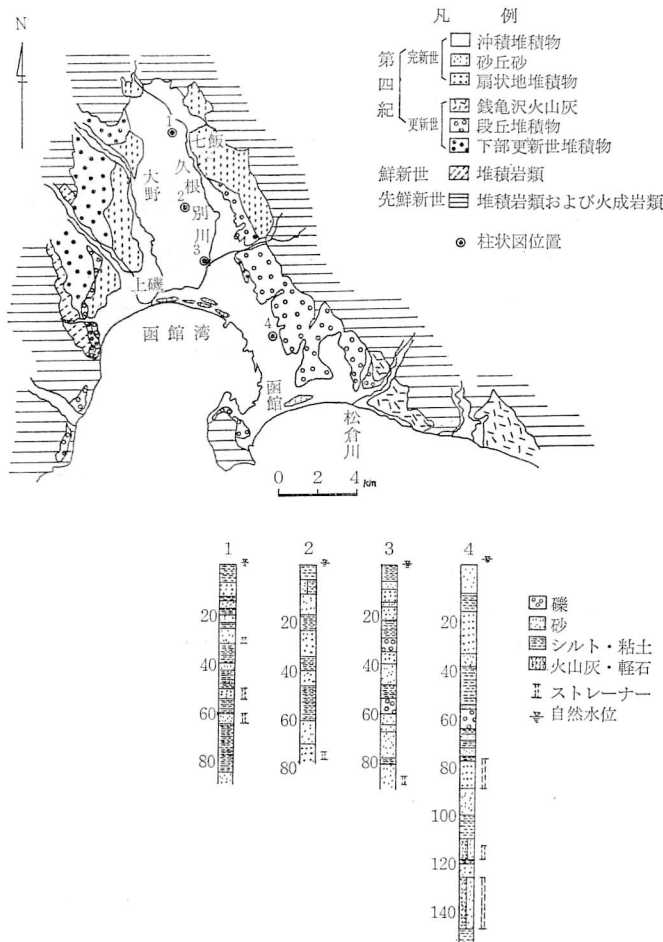 N
凡 例
第四紀
完新世
沖積堆積物
砂丘砂
扇状地堆積物
更新世
銭亀沢火山灰
段丘堆積物
下部更新世堆積物
鮮新世 堆積岩類
先鮮新世 堆積岩類および火成岩類
柱状図位置
1
七飯
大野
久根別川
2
3
上磯
函館湾
4
函館
松倉川
0 2 4 km
1 2 3 4
20 20 20 20
40 40 40 40
60 60 60 60
80 80 80 80
100
120
140
礫
砂
シルト・粘土
火山灰・軽石
ストレーナー
自然水位